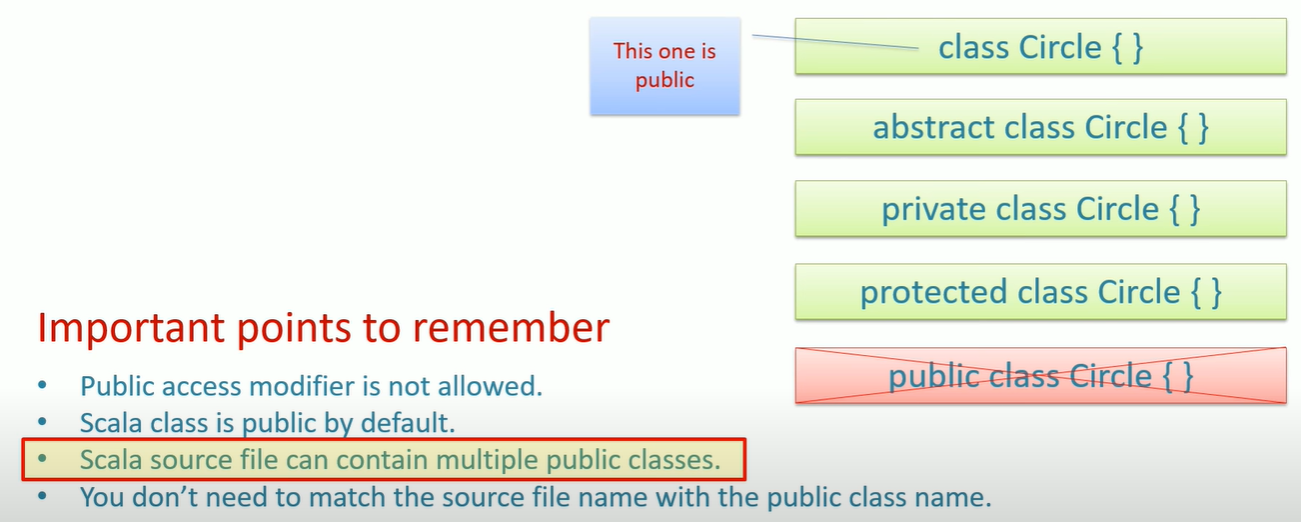 This one is
public
class Circle { }
abstract class Circle { }
private class Circle { }
protected class Circle { }
public class Circle { }
Important points to remember
• Public access modifier is not allowed.
• Scala class is public by default.
• Scala source file can contain multiple public classes.
• You don’t need to match the source file name with the public class name.